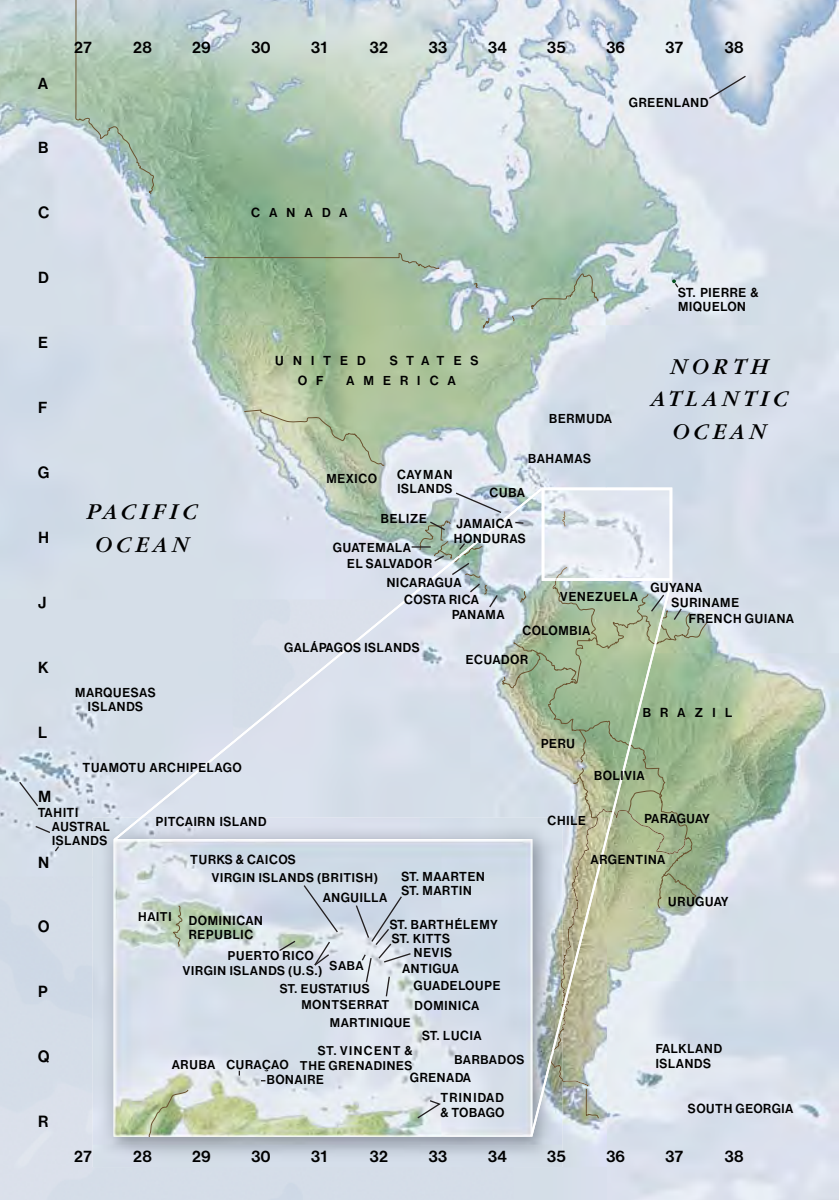 27 28 29 30 31 32 33 34 35 36 37 38
A
GREENLAND
B
C
CANADA
D
ST. PIERRE &
MIQUELON
E
UNITED STATES
OF AMERICA
NORTH
ATLANTIC
OCEAN
F
BERMUDA
BAHAMAS
G
MEXICO
CAYMAN
ISLANDS
CUBA
PACIFIC
OCEAN
BELIZE
JAMAICA
H
HONDURAS
GUATEMALA
EL SALVADOR
NICARAGUA
COSTA RICA
PANAMA
J
VENEZUELA
GUYANA
SURINAME
FRENCH GUIANA
COLOMBIA
GALÁPAGOS ISLANDS
ECUADOR
K
MARQUESAS
ISLANDS
BRAZIL
L
PERU
TUAMOTU ARCHIPELAGO
BOLIVIA
M
TAHITI
AUSTRAL
ISLANDS
PITCAIRN ISLAND
CHILE
PARAGUAY
N
ARGENTINA
URUGUAY
TURKS & CAICOS
VIRGIN ISLANDS (BRITISH)
ST. MAARTEN
ST. MARTIN
ANGUILLA
O
HAITI
DOMINICAN
REPUBLIC
ST. BARTHÉLEMY
ST. KITTS
NEVIS
PUERTO RICO
VIRGIN ISLANDS (U.S.)
SABA
ANTIGUA
ST. EUSTATIUS
GUADELOUPE
P
MONTSERRAT
DOMINICA
MARTINIQUE
ST. LUCIA
Q
ST. VINCENT &
THE GRENADINES
BARBADOS
ARUBA
CURAÇAO
BONAIRE
GRENADA
FALKLAND
ISLANDS
TRINIDAD
& TOBAGO
SOUTH GEORGIA
R
27 28 29 30 31 32 33 34 35 36 37 38